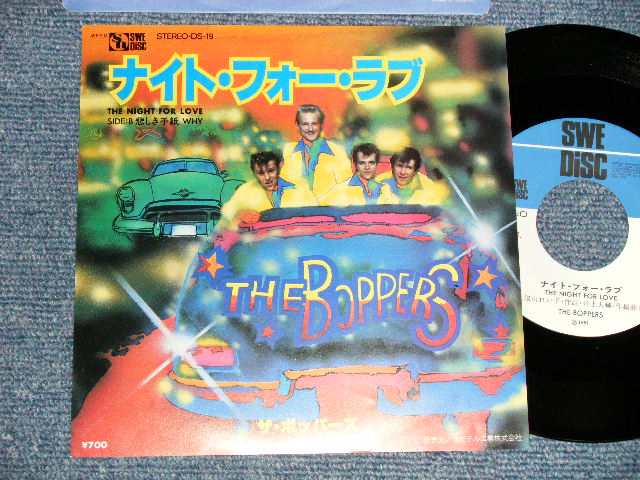 SWE DISC
STEREO-DS-19
ナイト・フォー・ラブ
THE NIGHT FOR LOVE
SIDE:B 悲しき手紙 WHY
THE BOPPERS
ザ・ボッパーズ
¥700
SWE DISC
SWE DISC
ナイト・フォー・ラブ
THE NIGHT FOR LOVE
THE BOPPERS